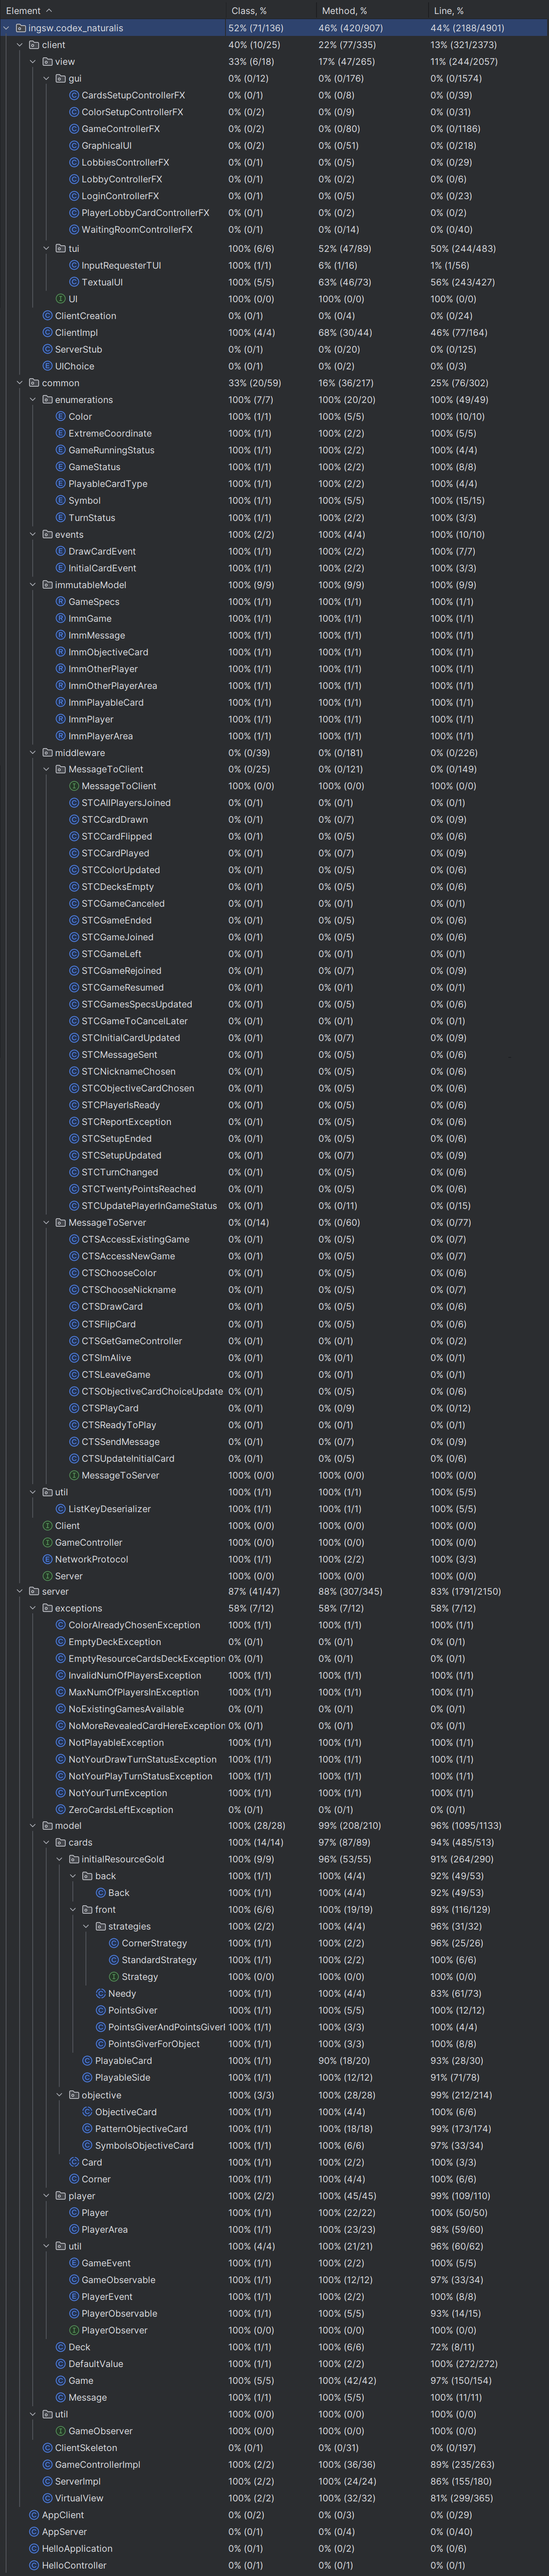 Element Class, % Method, % Line, %
ingsw.codex_naturalis 52% (71/136) 46% (420/907) 44% (2188/4901)
client 40% (10/25) 22% (77/335) 13% (321/2373)
view 33% (6/18) 17% (47/265) 11% (244/2057)
gui 0% (0/12) 0% (0/176) 0% (0/1574)
CardsSetupControllerFX 0% (0/1) 0% (0/8) 0% (0/39)
ColorSetupControllerFX 0% (0/2) 0% (0/9) 0% (0/31)
GameControllerFX 0% (0/2) 0% (0/80) 0% (0/1186)
GraphicalUI 0% (0/2) 0% (0/51) 0% (0/218)
LobbiesControllerFX 0% (0/1) 0% (0/5) 0% (0/29)
LobbyControllerFX 0% (0/1) 0% (0/2) 0% (0/6)
LoginControllerFX 0% (0/1) 0% (0/5) 0% (0/23)
PlayerLobbyCardControllerFX 0% (0/1) 0% (0/2) 0% (0/2)
WaitingRoomControllerFX 0% (0/1) 0% (0/14) 0% (0/40)
tui 100% (6/6) 52% (47/89) 50% (244/483)
InputRequesterTUI 100% (1/1) 6% (1/16) 1% (1/56)
TextualUI 100% (5/5) 63% (46/73) 56% (243/427)
UI 100% (0/0) 100% (0/0) 100% (0/0)
ClientCreation 0% (0/1) 0% (0/4) 0% (0/24)
ClientImpl 100% (4/4) 68% (30/44) 46% (77/164)
ServerStub 0% (0/1) 0% (0/20) 0% (0/125)
UIChoice 0% (0/1) 0% (0/2) 0% (0/3)
common 33% (20/59) 16% (36/217) 25% (76/302)
enumerations 100% (7/7) 100% (20/20) 100% (49/49)
Color 100% (1/1) 100% (5/5) 100% (10/10)
ExtremeCoordinate 100% (1/1) 100% (2/2) 100% (5/5)
GameRunningStatus 100% (1/1) 100% (2/2) 100% (4/4)
GameStatus 100% (1/1) 100% (2/2) 100% (8/8)
PlayableCardType 100% (1/1) 100% (2/2) 100% (4/4)
Symbol 100% (1/1) 100% (5/5) 100% (15/15)
TurnStatus 100% (1/1) 100% (2/2) 100% (3/3)
events 100% (2/2) 100% (4/4) 100% (10/10)
DrawCardEvent 100% (1/1) 100% (2/2) 100% (7/7)
InitialCardEvent 100% (1/1) 100% (2/2) 100% (3/3)
immutableModel 100% (9/9) 100% (9/9) 100% (9/9)
GameSpecs 100% (1/1) 100% (1/1) 100% (1/1)
ImmGame 100% (1/1) 100% (1/1) 100% (1/1)
ImmMessage 100% (1/1) 100% (1/1) 100% (1/1)
ImmObjectiveCard 100% (1/1) 100% (1/1) 100% (1/1)
ImmOtherPlayer 100% (1/1) 100% (1/1) 100% (1/1)
ImmOtherPlayerArea 100% (1/1) 100% (1/1) 100% (1/1)
ImmPlayableCard 100% (1/1) 100% (1/1) 100% (1/1)
ImmPlayer 100% (1/1) 100% (1/1) 100% (1/1)
ImmPlayerArea 100% (1/1) 100% (1/1) 100% (1/1)
middleware 0% (0/39) 0% (0/181) 0% (0/226)
MessageToClient 0% (0/25) 0% (0/121) 0% (0/149)
MessageToClient 100% (0/0) 100% (0/0) 100% (0/0)
STCAllPlayersJoined 0% (0/1) 0% (0/1) 0% (0/1)
STCCardDrawn 0% (0/1) 0% (0/7) 0% (0/9)
STCCardFlipped 0% (0/1) 0% (0/5) 0% (0/6)
STCCardPlayed 0% (0/1) 0% (0/7) 0% (0/9)
STCColorUpdated 0% (0/1) 0% (0/5) 0% (0/6)
STCDecksEmpty 0% (0/1) 0% (0/5) 0% (0/6)
STCGameCanceled 0% (0/1) 0% (0/1) 0% (0/1)
STCGameEnded 0% (0/1) 0% (0/5) 0% (0/6)
STCGameJoined 0% (0/1) 0% (0/5) 0% (0/6)
STCGameLeft 0% (0/1) 0% (0/1) 0% (0/1)
STCGameRejoined 0% (0/1) 0% (0/7) 0% (0/9)
STCGameResumed 0% (0/1) 0% (0/1) 0% (0/1)
STCGamesSpecsUpdated 0% (0/1) 0% (0/5) 0% (0/6)
STCGameToCancelLater 0% (0/1) 0% (0/1) 0% (0/1)
STCInitialCardUpdated 0% (0/1) 0% (0/7) 0% (0/9)
STCMessageSent 0% (0/1) 0% (0/5) 0% (0/6)
STCNicknameChosen 0% (0/1) 0% (0/5) 0% (0/6)
STCObjectiveCardChosen 0% (0/1) 0% (0/5) 0% (0/6)
STCPlayerIsReady 0% (0/1) 0% (0/5) 0% (0/6)
STCReportException 0% (0/1) 0% (0/5) 0% (0/6)
STCSetupEnded 0% (0/1) 0% (0/5) 0% (0/6)
STCSetupUpdated 0% (0/1) 0% (0/7) 0% (0/9)
STCTurnChanged 0% (0/1) 0% (0/5) 0% (0/6)
STCTwentyPointsReached 0% (0/1) 0% (0/5) 0% (0/6)
STCUpdatePlayerInGameStatus 0% (0/1) 0% (0/11) 0% (0/15)
MessageToServer 0% (0/14) 0% (0/60) 0% (0/77)
CTSAccessExistingGame 0% (0/1) 0% (0/5) 0% (0/7)
CTSAccessNewGame 0% (0/1) 0% (0/5) 0% (0/7)
CTSChooseColor 0% (0/1) 0% (0/5) 0% (0/6)
CTSChooseNickname 0% (0/1) 0% (0/5) 0% (0/7)
CTSDrawCard 0% (0/1) 0% (0/5) 0% (0/6)
CTSFlipCard 0% (0/1) 0% (0/5) 0% (0/6)
CTSGetGameController 0% (0/1) 0% (0/1) 0% (0/2)
CTSImAlive 0% (0/1) 0% (0/1) 0% (0/1)
CTSLeaveGame 0% (0/1) 0% (0/1) 0% (0/1)
CTSObjectiveCardChoiceUpdate 0% (0/1) 0% (0/5) 0% (0/6)
CTSPlayCard 0% (0/1) 0% (0/9) 0% (0/12)
CTSReadyToPlay 0% (0/1) 0% (0/1) 0% (0/1)
CTSSendMessage 0% (0/1) 0% (0/7) 0% (0/9)
CTSUpdateInitialCard 0% (0/1) 0% (0/5) 0% (0/6)
MessageToServer 100% (0/0) 100% (0/0) 100% (0/0)
util 100% (1/1) 100% (1/1) 100% (5/5)
ListKeyDeserializer 100% (1/1) 100% (1/1) 100% (5/5)
Client 100% (0/0) 100% (0/0) 100% (0/0)
GameController 100% (0/0) 100% (0/0) 100% (0/0)
NetworkProtocol 100% (1/1) 100% (2/2) 100% (3/3)
Server 100% (0/0) 100% (0/0) 100% (0/0)
server 87% (41/47) 88% (307/345) 83% (1791/2150)
exceptions 58% (7/12) 58% (7/12) 58% (7/12)
ColorAlreadyChosenException 100% (1/1) 100% (1/1) 100% (1/1)
EmptyDeckException 0% (0/1) 0% (0/1) 0% (0/1)
EmptyResourceCardsDeckException 0% (0/1) 0% (0/1) 0% (0/1)
InvalidNumOfPlayersException 100% (1/1) 100% (1/1) 100% (1/1)
MaxNumOfPlayersInException 100% (1/1) 100% (1/1) 100% (1/1)
NoExistingGamesAvailable 0% (0/1) 0% (0/1) 0% (0/1)
NoMoreRevealedCardHereException 0% (0/1) 0% (0/1) 0% (0/1)
NotPlayableException 100% (1/1) 100% (1/1) 100% (1/1)
NotYourDrawTurnStatusException 100% (1/1) 100% (1/1) 100% (1/1)
NotYourPlayTurnStatusException 100% (1/1) 100% (1/1) 100% (1/1)
NotYourTurnException 100% (1/1) 100% (1/1) 100% (1/1)
ZeroCardsLeftException 0% (0/1) 0% (0/1) 0% (0/1)
model 100% (28/28) 99% (208/210) 96% (1095/1133)
cards 100% (14/14) 97% (87/89) 94% (485/513)
initialResourceGold 100% (9/9) 96% (53/55) 91% (264/290)
back 100% (1/1) 100% (4/4) 92% (49/53)
Back 100% (1/1) 100% (4/4) 92% (49/53)
front 100% (6/6) 100% (19/19) 89% (116/129)
strategies 100% (2/2) 100% (4/4) 96% (31/32)
CornerStrategy 100% (1/1) 100% (2/2) 96% (25/26)
StandardStrategy 100% (1/1) 100% (2/2) 100% (6/6)
Strategy 100% (0/0) 100% (0/0) 100% (0/0)
Needy 100% (1/1) 100% (4/4) 83% (61/73)
PointsGiver 100% (1/1) 100% (5/5) 100% (12/12)
PointsGiverAndPointsGiverI 100% (1/1) 100% (3/3) 100% (4/4)
PointsGiverForObject 100% (1/1) 100% (3/3) 100% (8/8)
PlayableCard 100% (1/1) 90% (18/20) 93% (28/30)
PlayableSide 100% (1/1) 100% (12/12) 91% (71/78)
objective 100% (3/3) 100% (28/28) 99% (212/214)
ObjectiveCard 100% (1/1) 100% (4/4) 100% (6/6)
PatternObjectiveCard 100% (1/1) 100% (18/18) 99% (173/174)
SymbolsObjectiveCard 100% (1/1) 100% (6/6) 97% (33/34)
Card 100% (1/1) 100% (2/2) 100% (3/3)
Corner 100% (1/1) 100% (4/4) 100% (6/6)
player 100% (2/2) 100% (45/45) 99% (109/110)
Player 100% (1/1) 100% (22/22) 100% (50/50)
PlayerArea 100% (1/1) 100% (23/23) 98% (59/60)
util 100% (4/4) 100% (21/21) 96% (60/62)
GameEvent 100% (1/1) 100% (2/2) 100% (5/5)
GameObservable 100% (1/1) 100% (12/12) 97% (33/34)
PlayerEvent 100% (1/1) 100% (2/2) 100% (8/8)
PlayerObservable 100% (1/1) 100% (5/5) 93% (14/15)
PlayerObserver 100% (0/0) 100% (0/0) 100% (0/0)
Deck 100% (1/1) 100% (6/6) 72% (8/11)
DefaultValue 100% (1/1) 100% (2/2) 100% (272/272)
Game 100% (5/5) 100% (42/42) 97% (150/154)
Message 100% (1/1) 100% (5/5) 100% (11/11)
util 100% (0/0) 100% (0/0) 100% (0/0)
GameObserver 100% (0/0) 100% (0/0) 100% (0/0)
ClientSkeleton 0% (0/1) 0% (0/31) 0% (0/197)
GameControllerImpl 100% (2/2) 100% (36/36) 89% (235/263)
ServerImpl 100% (2/2) 100% (24/24) 86% (155/180)
VirtualView 100% (2/2) 100% (32/32) 81% (299/365)
AppClient 0% (0/2) 0% (0/3) 0% (0/29)
AppServer 0% (0/1) 0% (0/4) 0% (0/40)
HelloApplication 0% (0/1) 0% (0/2) 0% (0/6)
HelloController 0% (0/1) 0% (0/1) 0% (0/1)